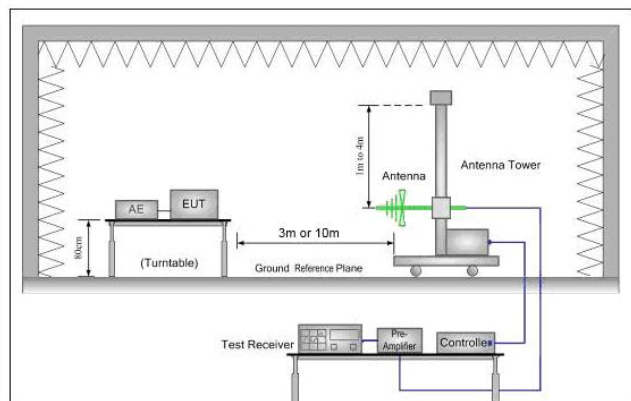 1m to 4m
Antenna
Antenna Tower
AE
EUT
80cm
(Turntable)
3m or 10m
Ground Reference Plane
Test Receiver
Pre-
Amplifier
Controller